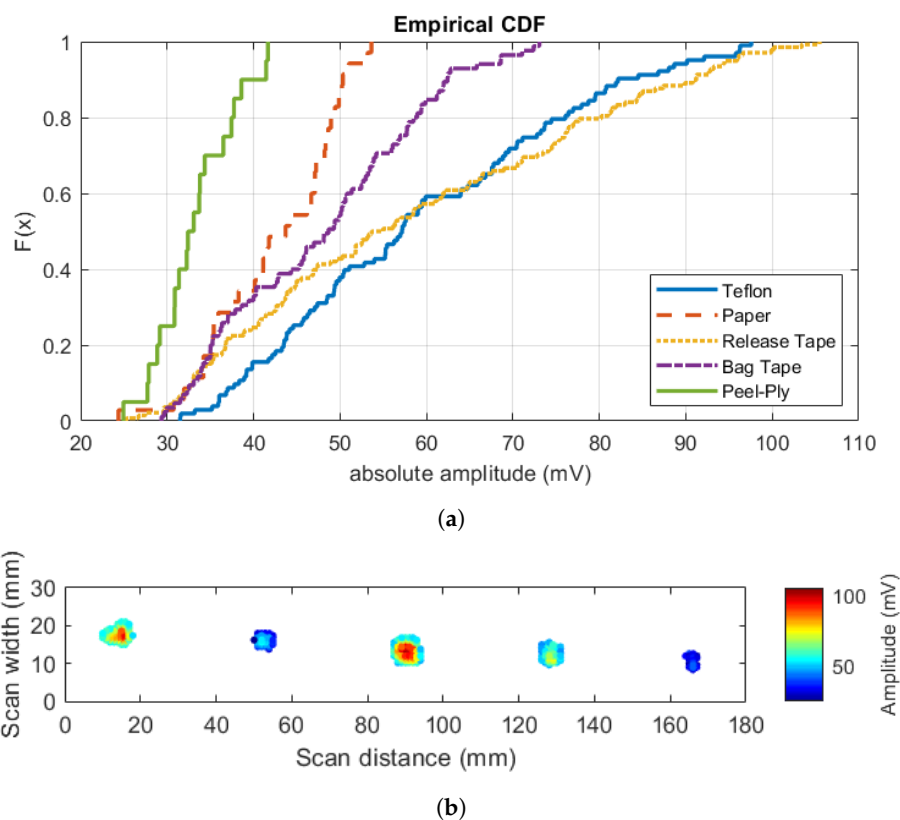 Empirical CDF
1
0.8
0.6
0.4
0.2
0
F(x)
20 30 40 50 60 70 80 90 100 110
absolute amplitude (mV)
Teflon
Paper
Release Tape
Bag Tape
Peel-Ply
(a)
Scan width (mm)
30
20
10
0
0 20 40 60 80 100 120 140 160 180
Scan distance (mm)
100
50
Amplitude (mV)
(b)